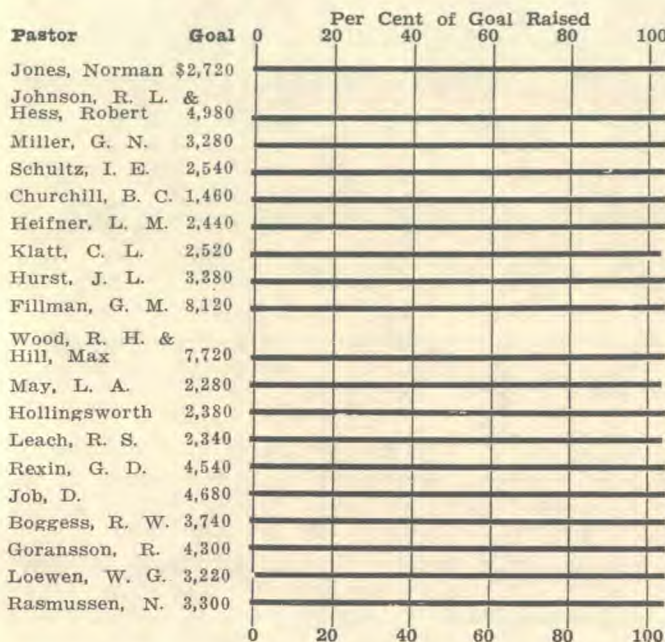 Per Cent of Goal Raised
Pastor Goal 0 20 40 60 80 100
Jones, Norman $2,720
Johnson, R. L. &
Hess, Robert 4,980
Miller, G. N. 3,280
Schultz, I. E. 2,540
Churchill, B. C. 1,460
Heifner, L. M. 2,440
Klatt, C. L. 2,520
Hurst, J. L. 3,380
Fillman, G. M. 8,120
Wood, R. H. &
Hill, Max 7,720
May, L. A. 2,280
Hollingsworth 2,380
Leach, R. S. 2,340
Rexin, G. D. 4,540
Job, D. 4,680
Boggess, R. W. 3,740
Goransson, R. 4,300
Loewen, W. G. 3,220
Rasmussen, N. 3,300
0 20 40 60 80 100